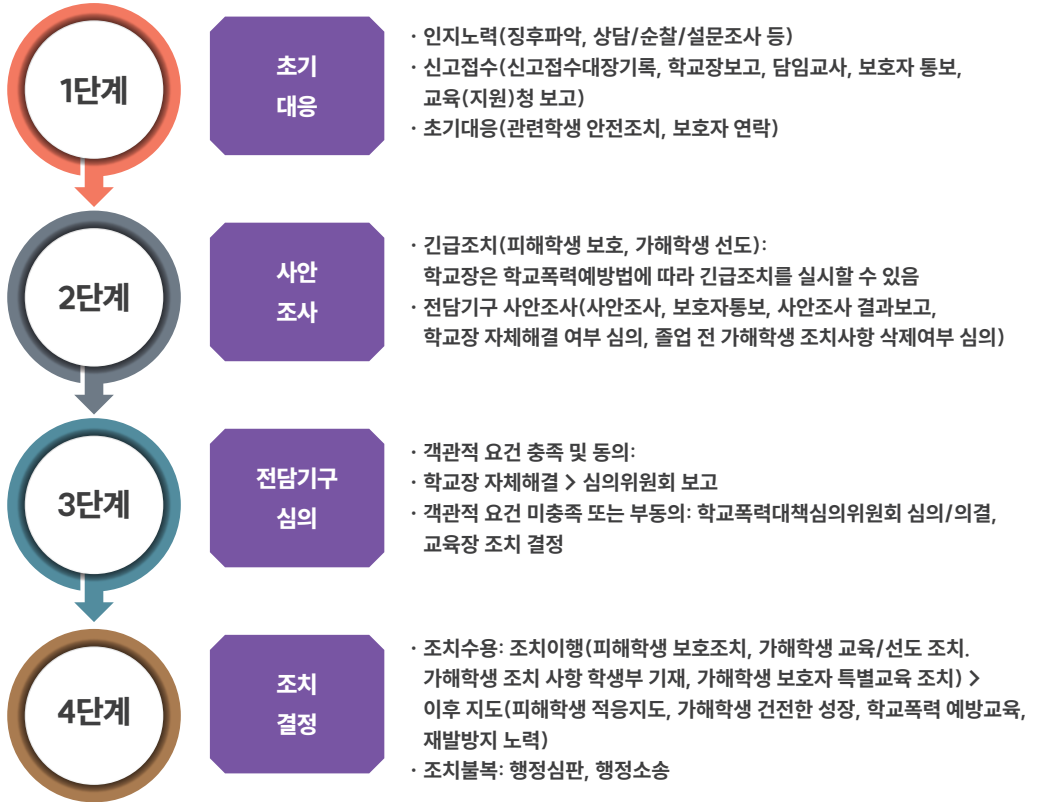 1단계
초기
대응
· 인지노력(징후파악, 상담/순찰/설문조사 등)
· 신고접수(신고접수대장기록, 학교장보고, 담임교사, 보호자 통보,
교육(지원)청 보고)
· 초기대응(관련학생 안전조치, 보호자 연락)
2단계
사안
조사
· 긴급조치(피해학생 보호, 가해학생 선도):
학교장은 학교폭력예방법에 따라 긴급조치를 실시할 수 있음
· 전담기구 사안조사(사안조사, 보호자통보, 사안조사 결과보고,
학교장 자체해결 여부 심의, 졸업 전 가해학생 조치사항 삭제여부 심의)
3단계
전담기구
심의
· 객관적 요건 충족 및 동의:
· 학교장 자체해결 > 심의위원회 보고
· 객관적 요건 미충족 또는 부동의: 학교폭력대책심의위원회 심의/의결,
교육장 조치 결정
4단계
조치
결정
· 조치수용: 조치이행(피해학생 보호조치, 가해학생 교육/선도 조치.
가해학생 조치 사항 학생부 기재, 가해학생 보호자 특별교육 조치) >
이후 지도(피해학생 적응지도, 가해학생 건전한 성장, 학교폭력 예방교육,
재발방지 노력)
· 조치불복: 행정심판, 행정소송